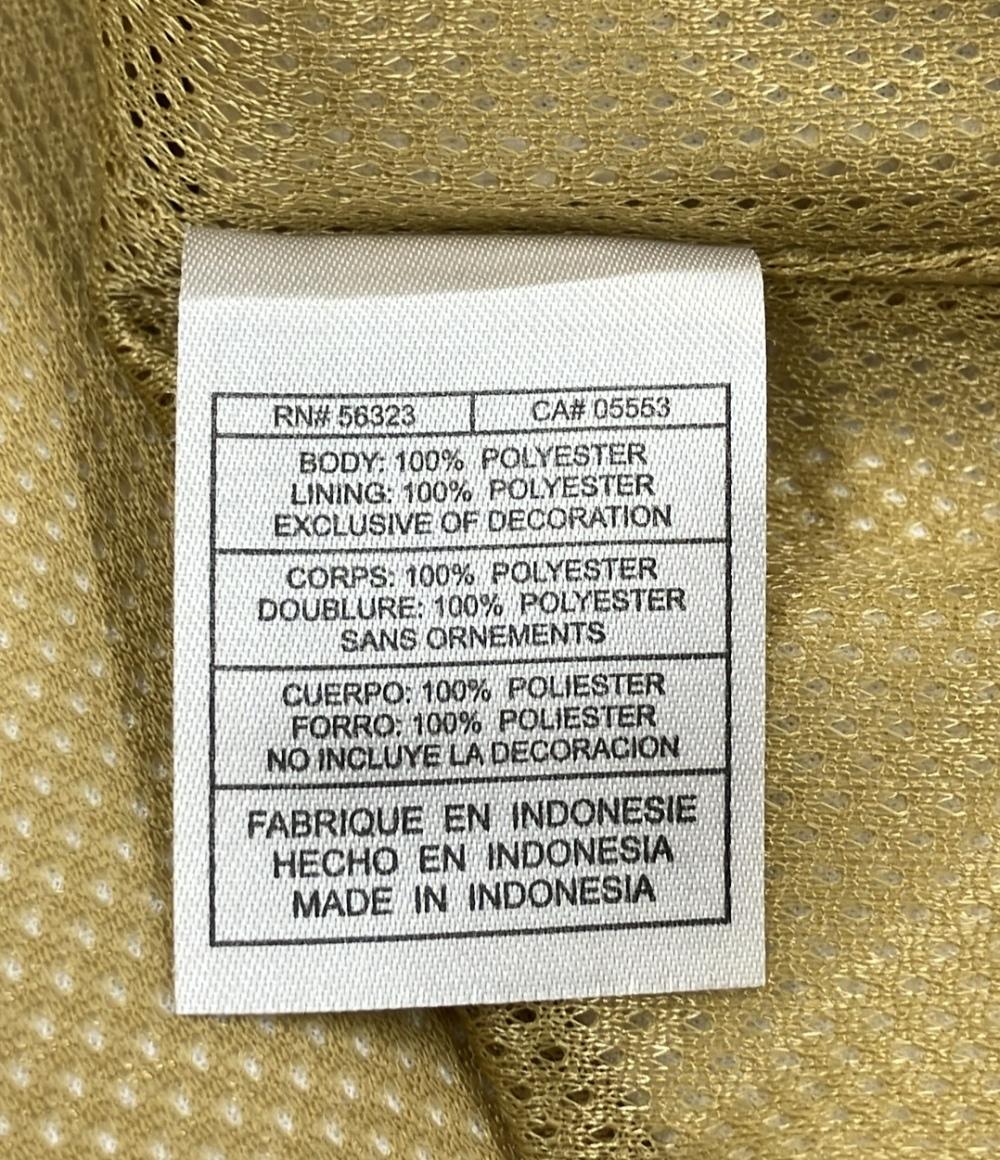 RN# 56323 CA# 05553
BODY: 100% POLYESTER
LINING: 100% POLYESTER
EXCLUSIVE OF DECORATION
CORPS: 100% POLYESTER
DOUBLURE: 100% POLYESTER
SANS ORNEMENTS
CUERPO: 100% POLIESTER
FORRO: 100% POLIESTER
NO INCLUYE LA DECORACION
FABRIQUE EN INDONESIE
HECHO EN INDONESIA
MADE IN INDONESIA